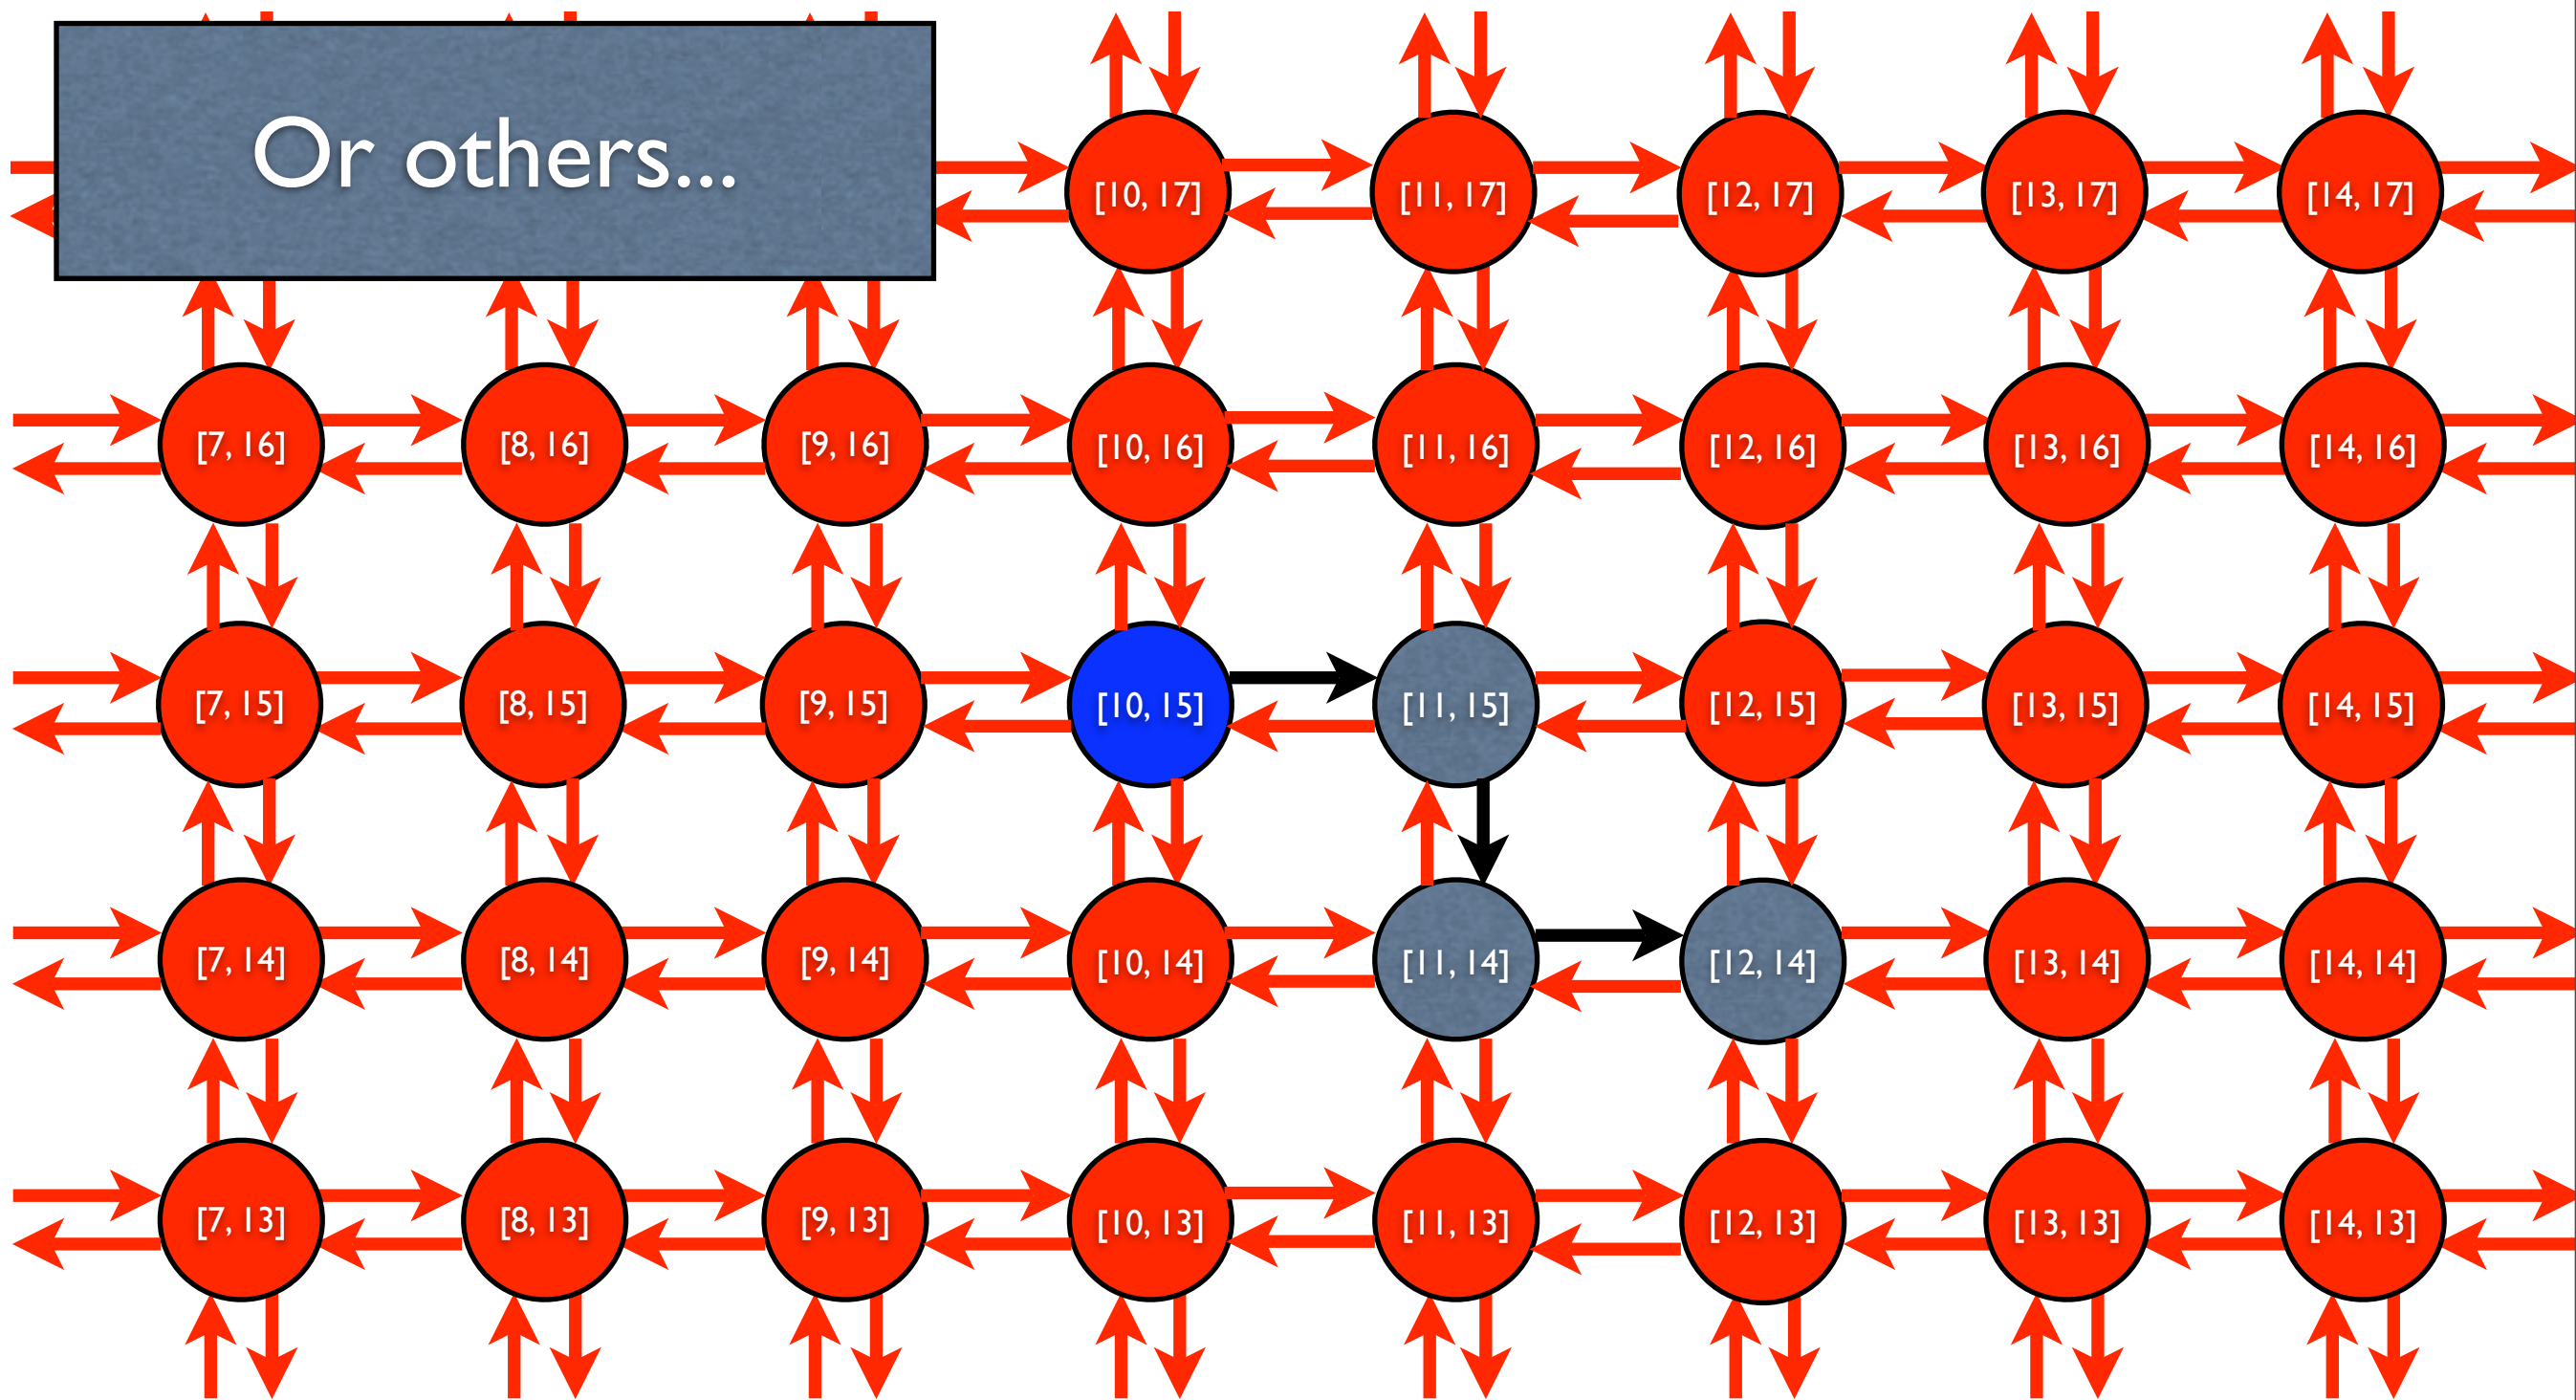 Or others...
[10, 17] [11, 17] [12, 17] [13, 17] [14, 17]
[7, 16] [8, 16] [9, 16] [10, 16] [11, 16] [12, 16] [13, 16] [14, 16]
[7, 15] [8, 15] [9, 15] [10, 15] [11, 15] [12, 15] [13, 15] [14, 15]
[7, 14] [8, 14] [9, 14] [10, 14] [11, 14] [12, 14] [13, 14] [14, 14]
[7, 13] [8, 13] [9, 13] [10, 13] [11, 13] [12, 13] [13, 13] [14, 13]